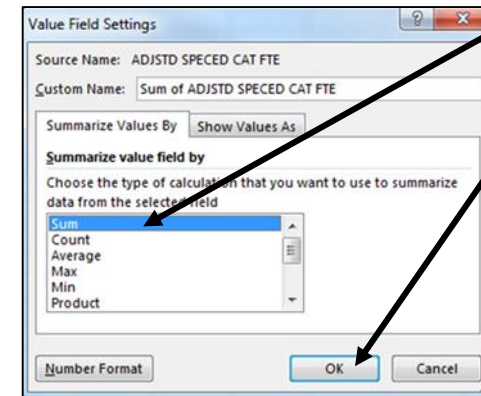 Value Field Settings
Source Name: ADJSTD SPECED CAT FTE
Custom Name: Sum of ADJSTD SPECED CAT FTE
Summarize Values By Show Values As
Summarize value field by
Choose the type of calculation that you want to use to summarize
data from the selected field
Sum
Count
Average
Max
Min
Product
Number Format OK Cancel